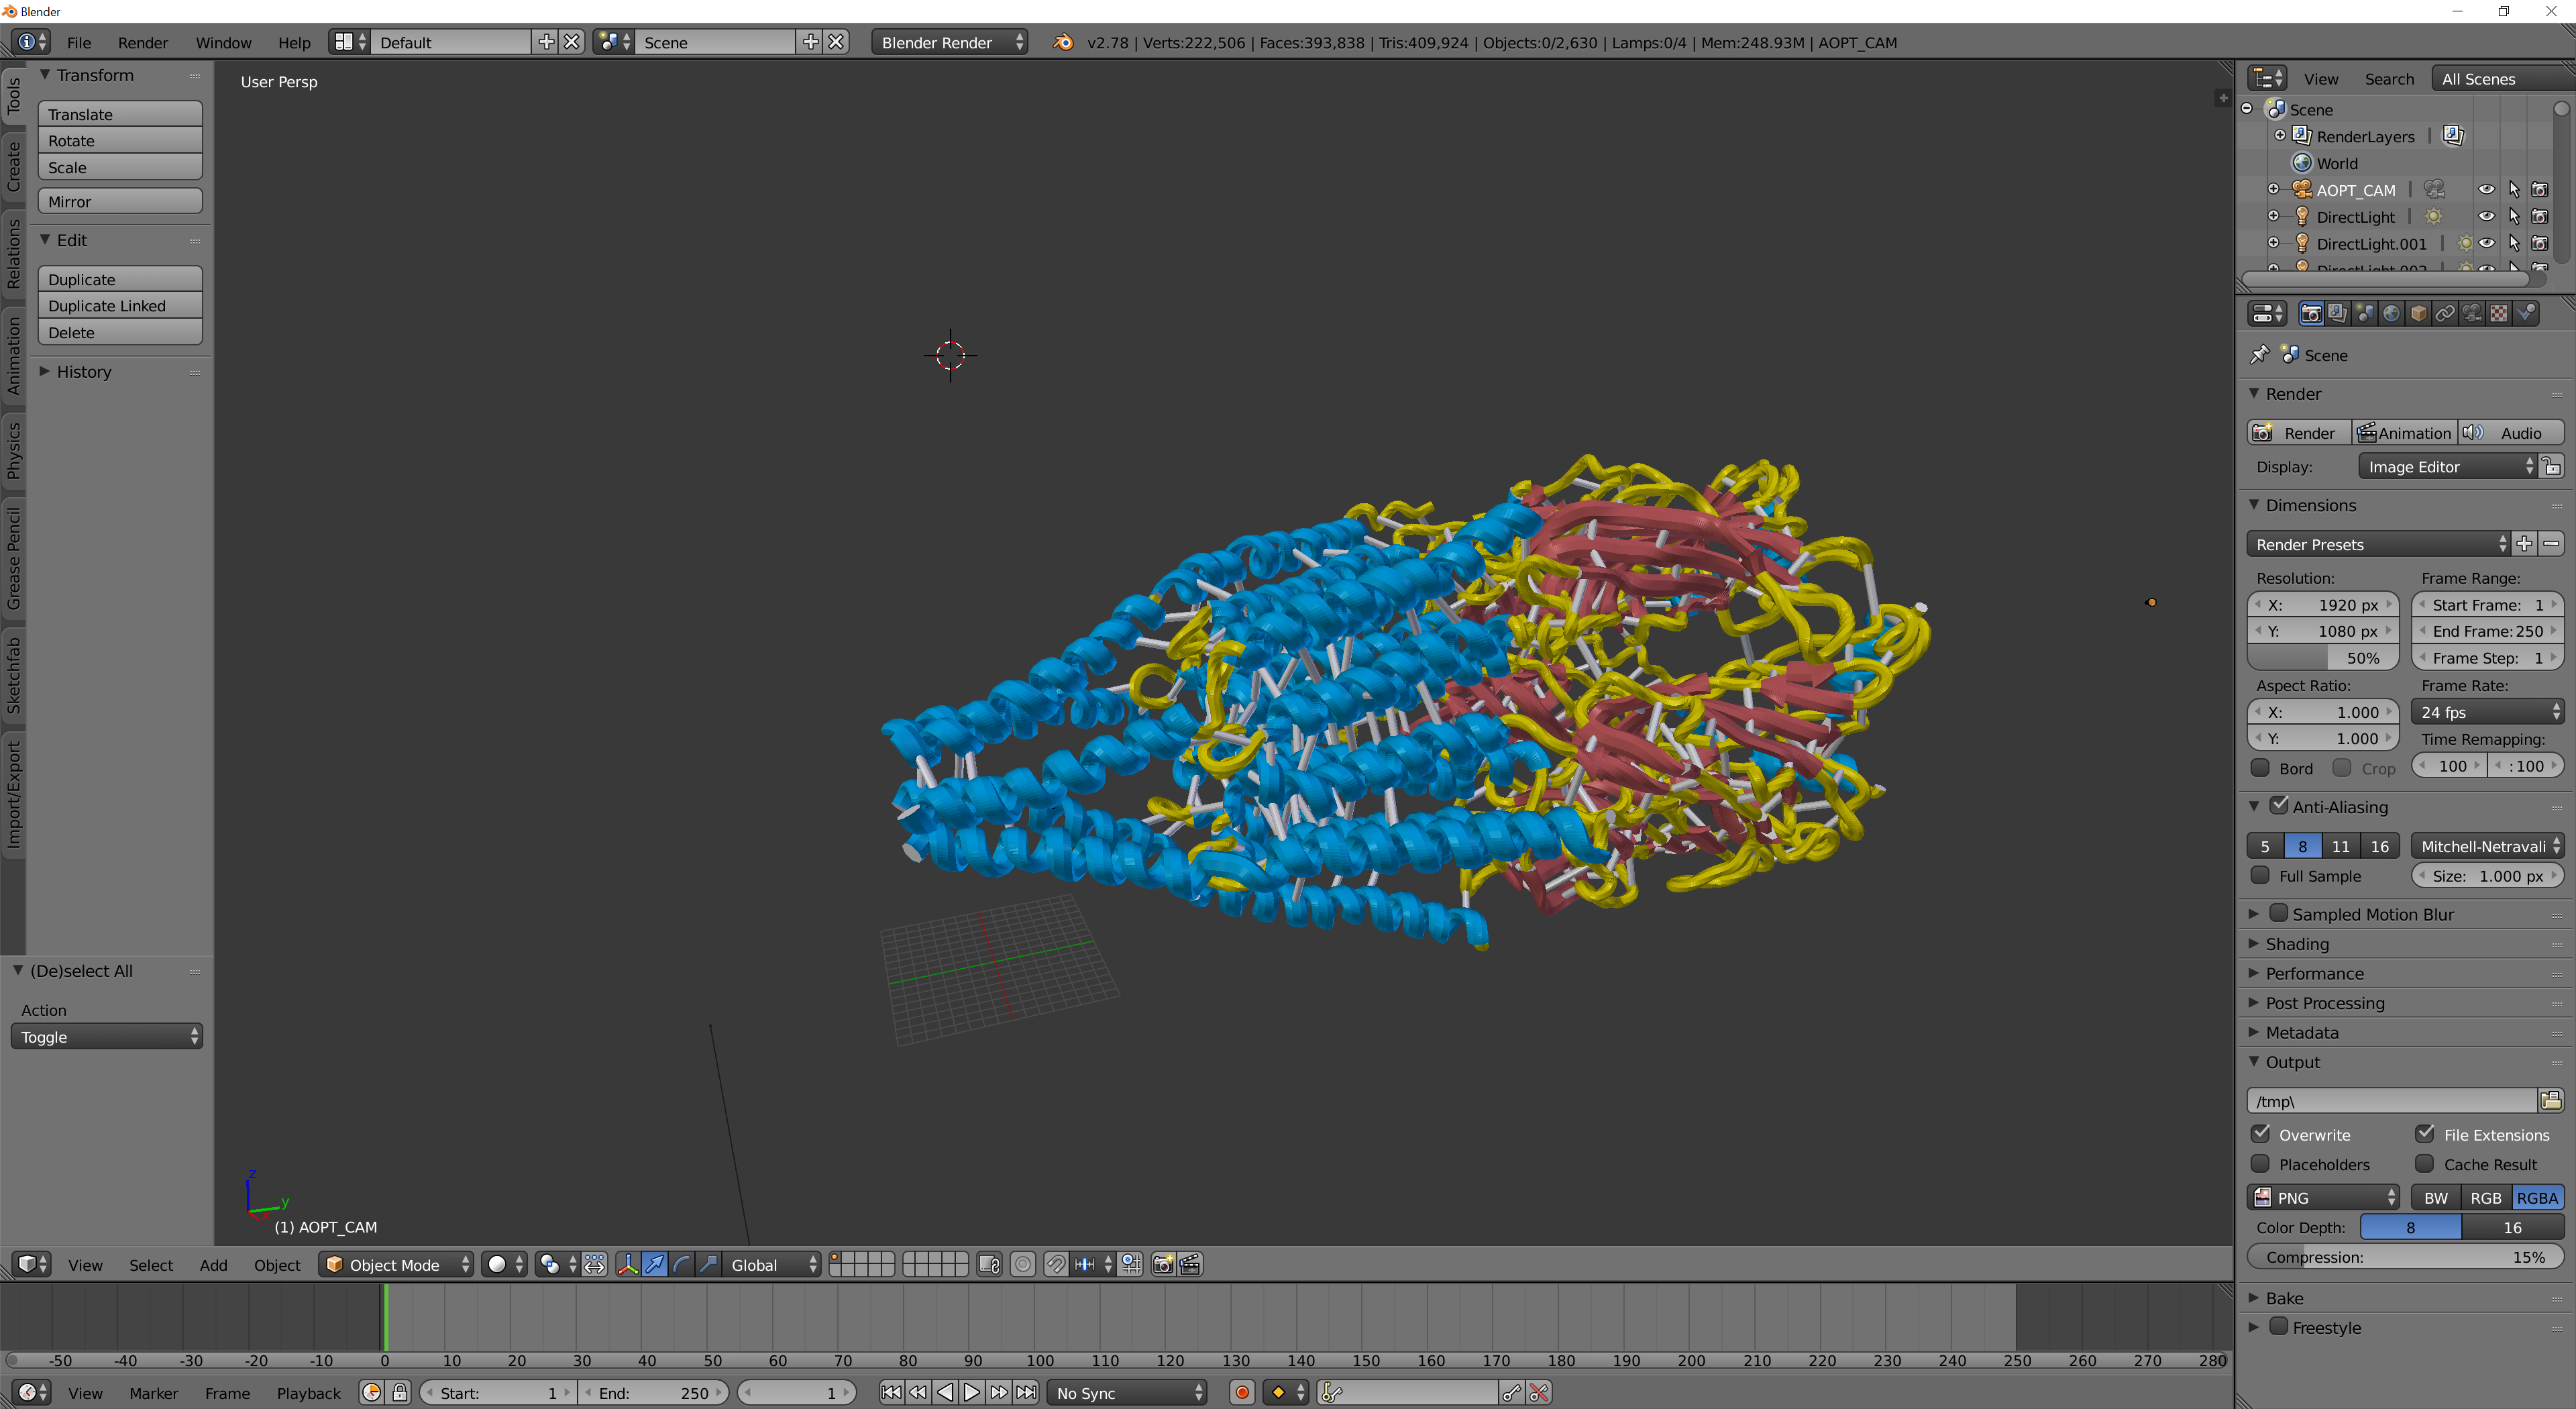 Blender
File Render Window Help Default Scene Blender Render v2.78 | Verts:222,506 | Faces:393,838 | Tris:409,924 | Objects:0/2,630 | Lamps:0/4 | Mem:248.93M | AOPT_CAM
Tools
Create
Relations
Animation
Physics
Grease Pencil
Sketchfab
Import/Export
Transform
Translate
Rotate
Scale
Mirror
Edit
Duplicate
Duplicate Linked
Delete
History
(De)select All
Action
Toggle
User Persp
z
y
x
(1) AOPT_CAM
View Select Add Object Object Mode Global
-50 -40 -30 -20 -10 0 10 20 30 40 50 60 70 80 90 100 110 120 130 140 150 160 170 180 190 200 210 220 230 240 250 260 270 280
View Marker Frame Playback Start: 1 End: 250 1 No Sync
View Search All Scenes
Scene
RenderLayers |
World
AOPT_CAM |
DirectLight |
DirectLight.001 |
DirectLight.002
Scene
Render
Render Animation Audio
Display: Image Editor
Dimensions
Render Presets
Resolution: Frame Range:
X: 1920 px Start Frame: 1
Y: 1080 px End Frame: 250
50% Frame Step: 1
Aspect Ratio: Frame Rate:
X: 1.000 24 fps
Y: 1.000 Time Remapping:
Bord Crop 100 : 100
Anti-Aliasing
5 8 11 16 Mitchell-Netravali
Full Sample Size: 1.000 px
Sampled Motion Blur
Shading
Performance
Post Processing
Metadata
Output
/tmp\
Overwrite File Extensions
Placeholders Cache Result
PNG BW RGB RGBA
Color Depth: 8 16
Compression: 15%
Bake
Freestyle